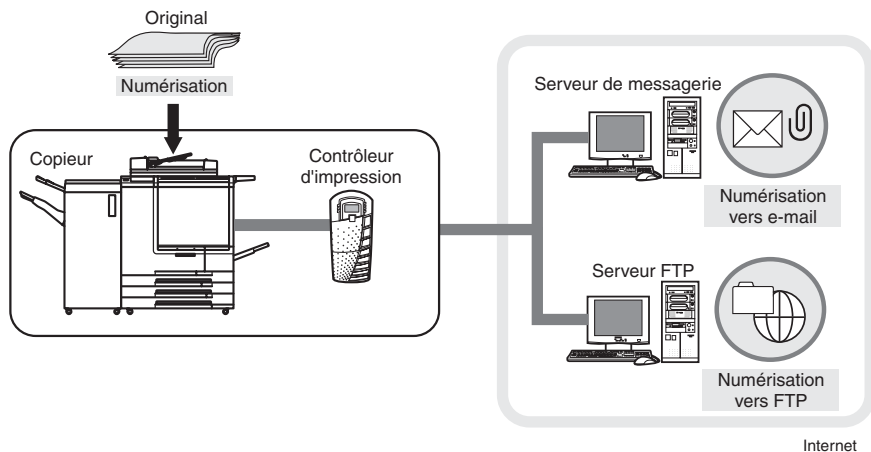 Original
Numérisation
Copieur
Contrôleur
d'impression
Serveur de messagerie
Numérisation
vers e-mail
Serveur FTP
Numérisation
vers FTP
Internet